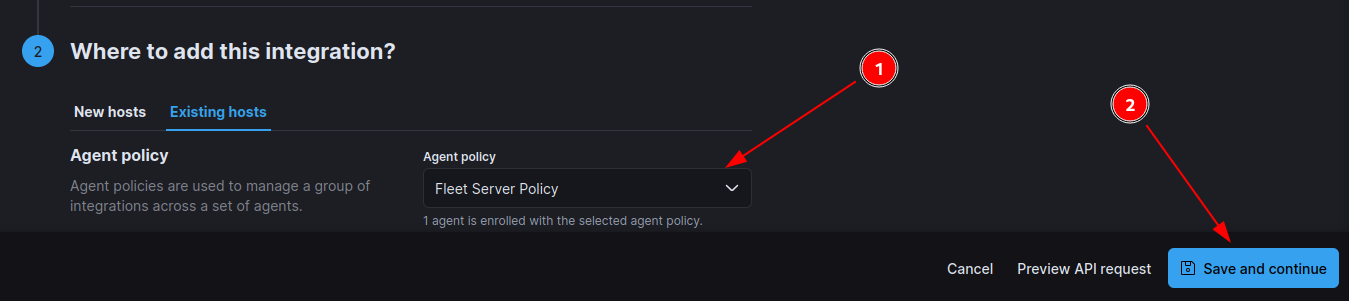 2
Where to add this integration?
1
2
New hosts
Existing hosts
Agent policy
Agent policies are used to manage a group of
integrations across a set of agents.
Agent policy
Fleet Server Policy
1 agent is enrolled with the selected agent policy.
Cancel
Preview API request
Save and continue